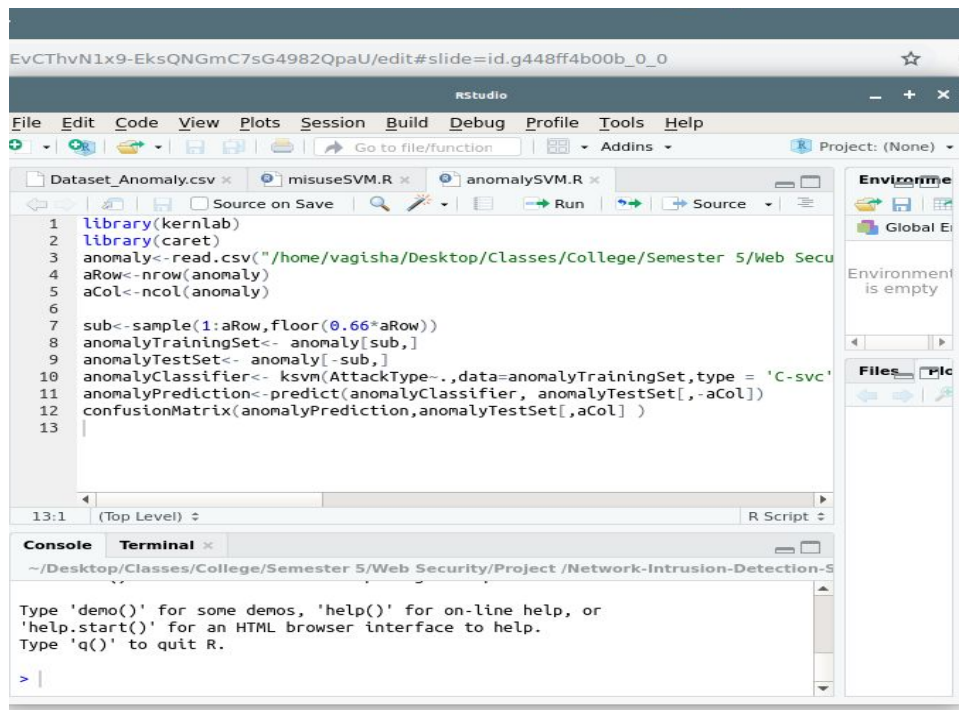 EvCThvN1x9-EksQNGmC7sG4982QpaU/edit#slide=id.g448ff4b00b_0_0
RStudio
File Edit Code View Plots Session Build Debug Profile Tools Help
Go to file/function Addins Project: (None)
Dataset_Anomaly.csv misuseSVM.R anomalySVM.R
Source on Save Run Source
1 library(kernlab)
2 library(caret)
3 anomaly<-read.csv("/home/vagisha/Desktop/Classes/College/Semester 5/Web Secu
4 aRow<-nrow(anomaly)
5 aCol<-ncol(anomaly)
6
7 sub<-sample(1:aRow,floor(0.66*aRow))
8 anomalyTrainingSet<- anomaly[sub,]
9 anomalyTestSet<- anomaly[-sub,]
10 anomalyClassifier<- ksvm(AttackType~.,data=anomalyTrainingSet,type = 'C-svc'
11 anomalyPrediction<-predict(anomalyClassifier, anomalyTestSet[,-aCol])
12 confusionMatrix(anomalyPrediction,anomalyTestSet[,aCol] )
13
13:1 (Top Level) R Script
Environme
Global E
Environment
is empty
Files Plo
Console Terminal
~/Desktop/Classes/College/Semester 5/Web Security/Project /Network-Intrusion-Detection-S
Type 'demo()' for some demos, 'help()' for on-line help, or
'help.start()' for an HTML browser interface to help.
Type 'q()' to quit R.
>